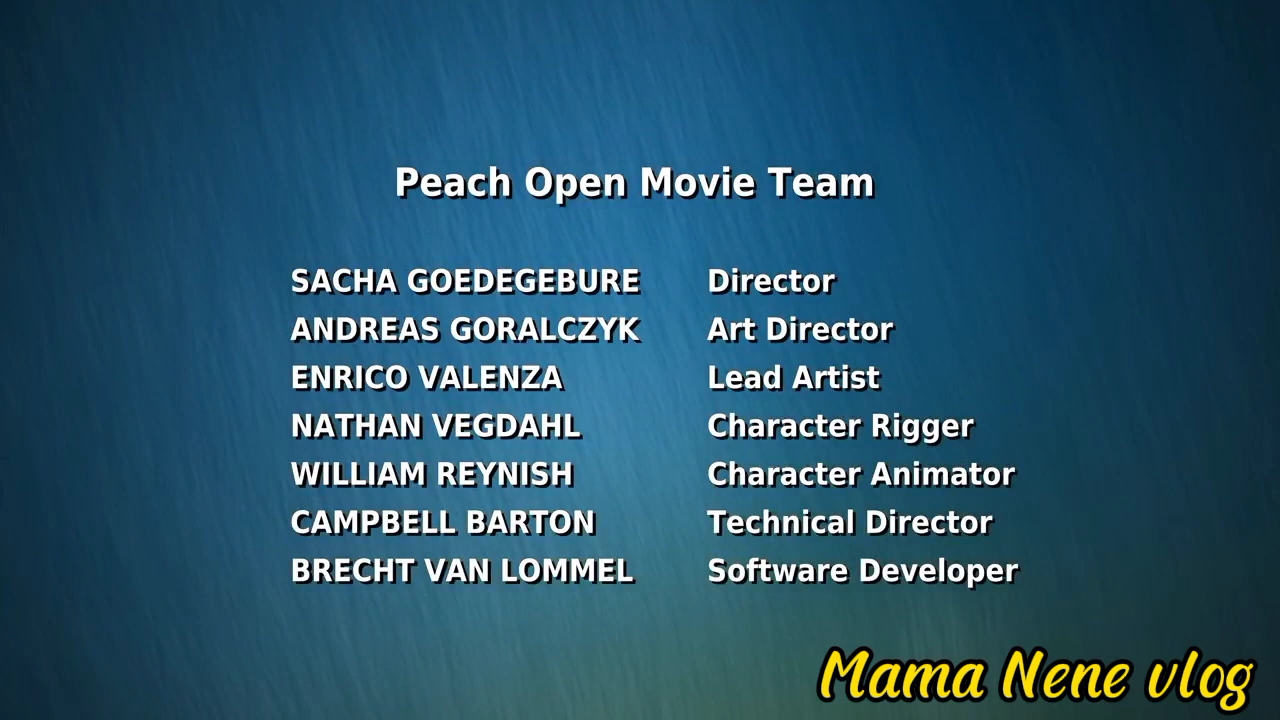 Peach Open Movie Team
SACHA GOEDEGEBURE Director
ANDREAS GORALCZYK Art Director
ENRICO VALENZA Lead Artist
NATHAN VEGDAHL Character Rigger
WILLIAM REYNISH Character Animator
CAMPBELL BARTON Technical Director
BRECHT VAN LOMMEL Software Developer
Mama Nene vlog